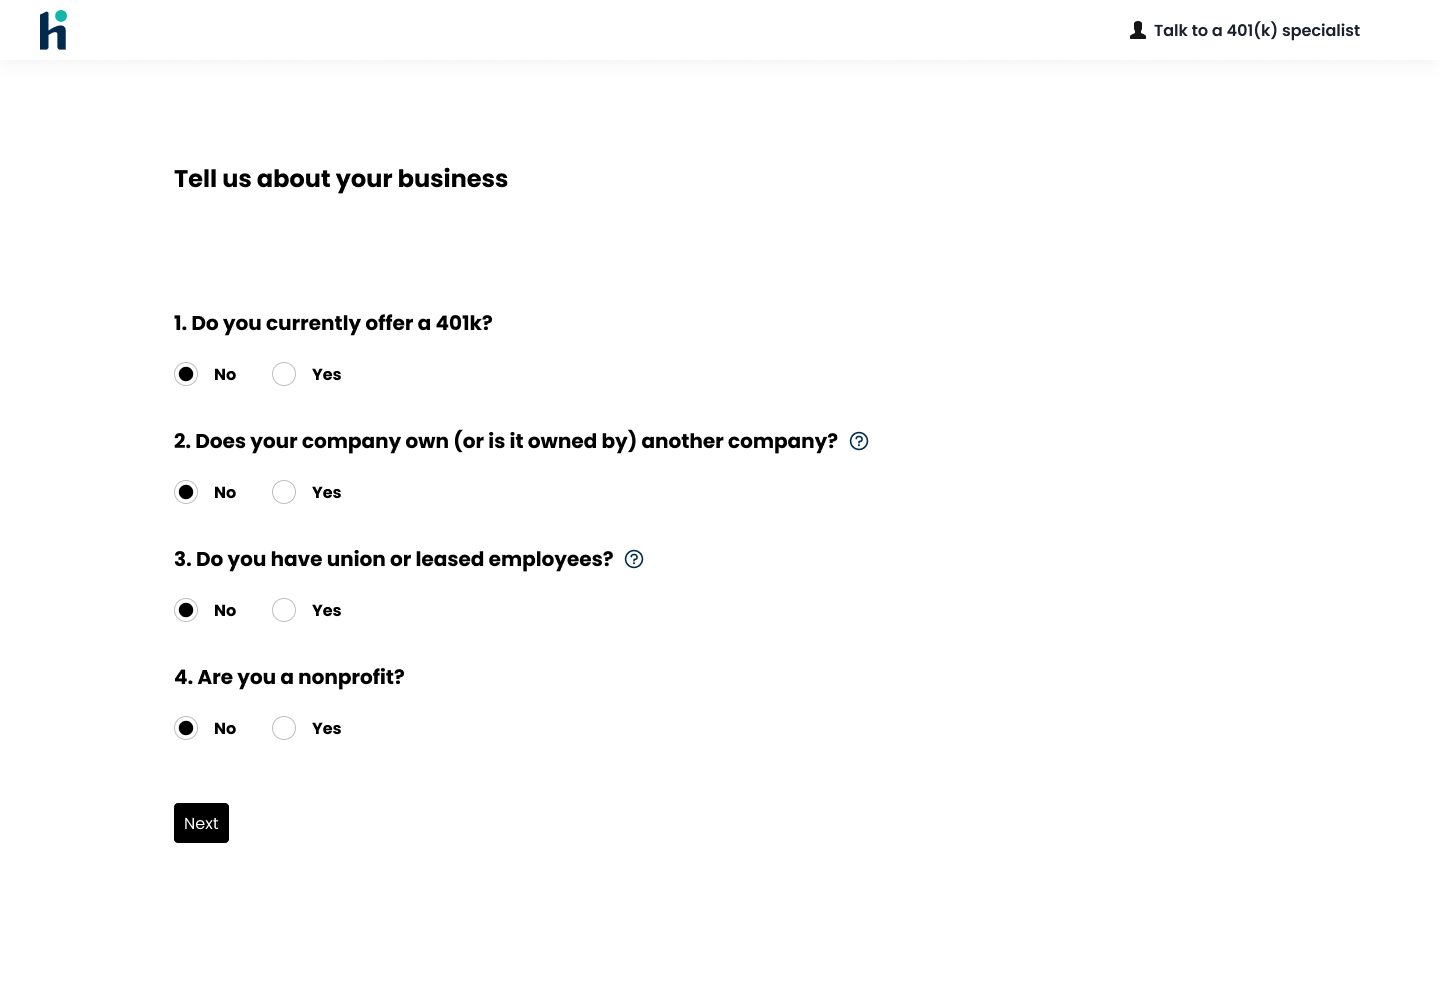 hi
Talk to a 401(k) specialist
Tell us about your business
1. Do you currently offer a 401k?
No Yes
2. Does your company own (or is it owned by) another company?
No Yes
3. Do you have union or leased employees?
No Yes
4. Are you a nonprofit?
No Yes
Next